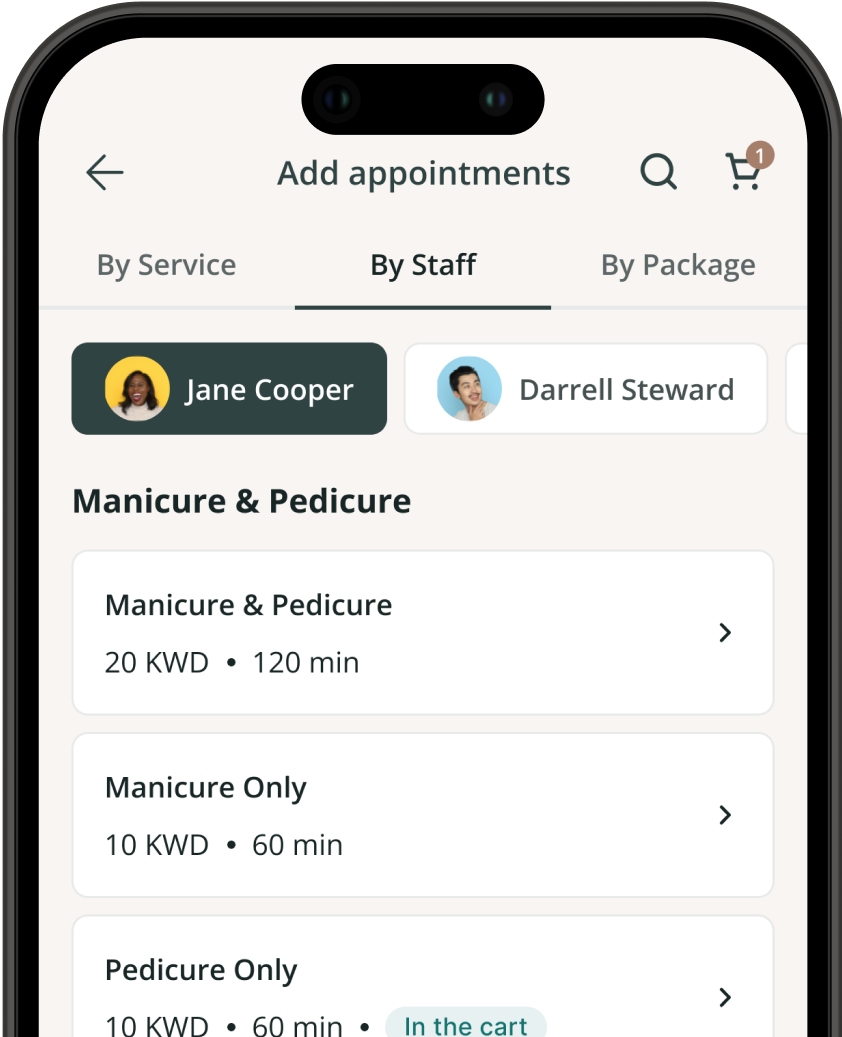 Add appointments
1
By Service
By Staff
By Package
Jane Cooper
Darrell Steward
Manicure & Pedicure
Manicure & Pedicure
20 KWD • 120 min
Manicure Only
10 KWD • 60 min
Pedicure Only
10 KWD • 60 min • In the cart